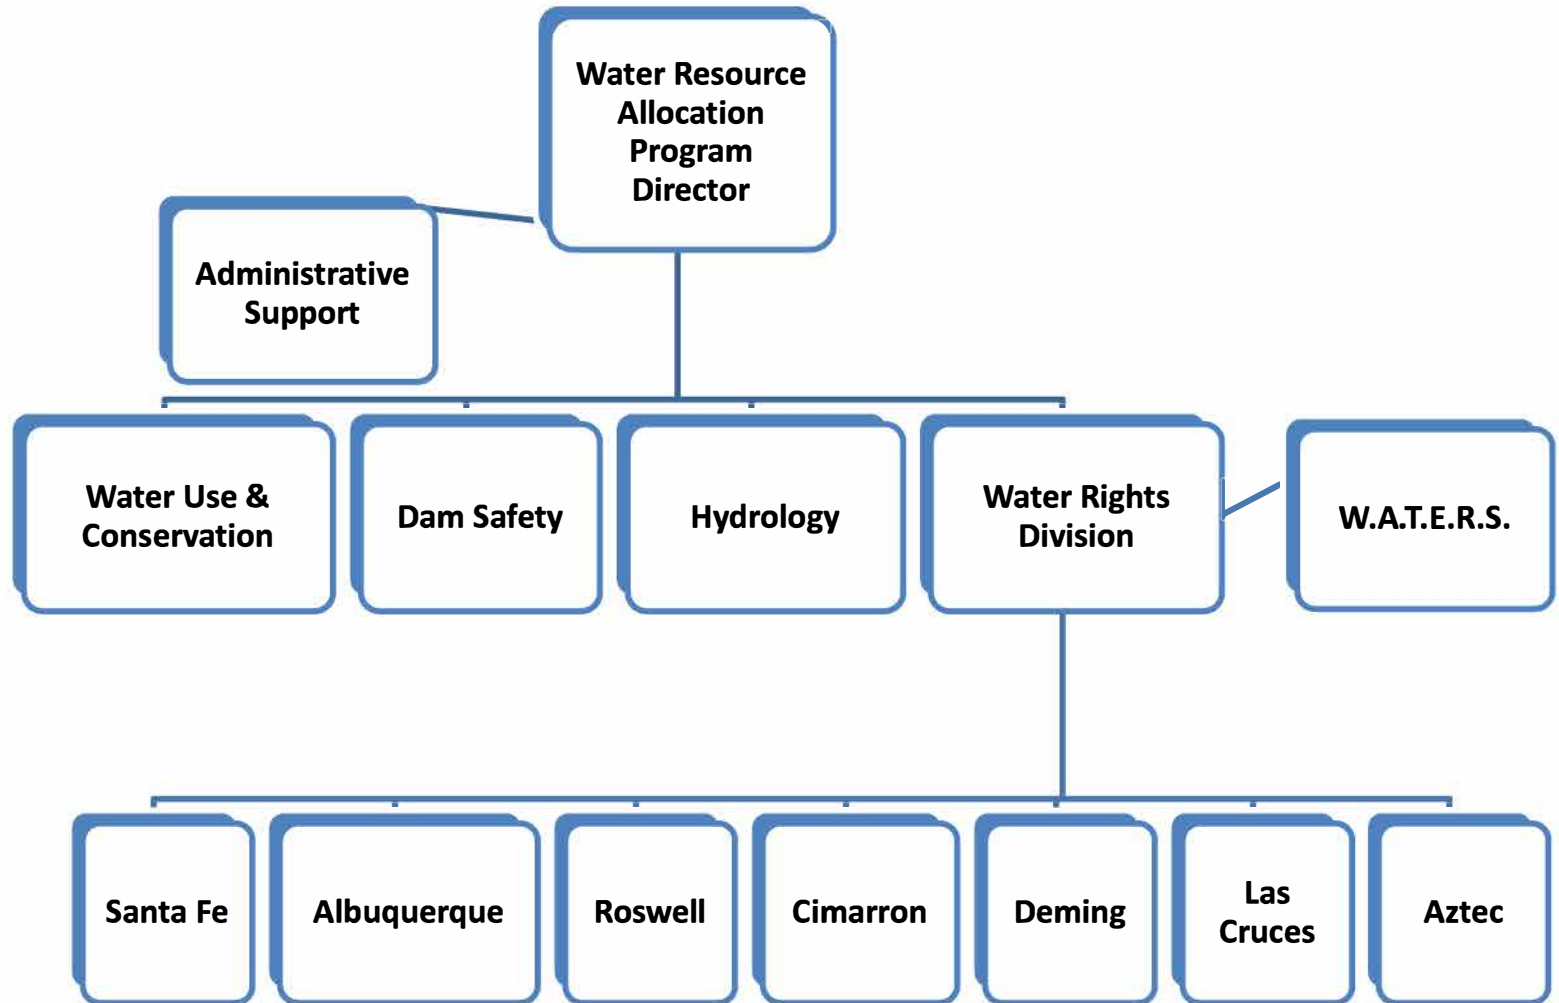 Water Resource
Allocation
Program
Director
Administrative
Support
Water Use &
Conservation
Dam Safety
Hydrology
Water Rights
Division
W.A.T.E.R.S.
Santa Fe
Albuquerque
Roswell
Cimarron
Deming
Las
Cruces
Aztec